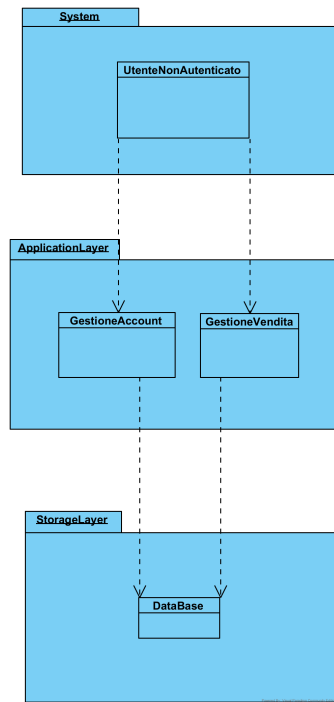 System
UtenteNonAutenticato
ApplicationLayer
GestioneAccount
GestioneVendita
StorageLayer
DataBase